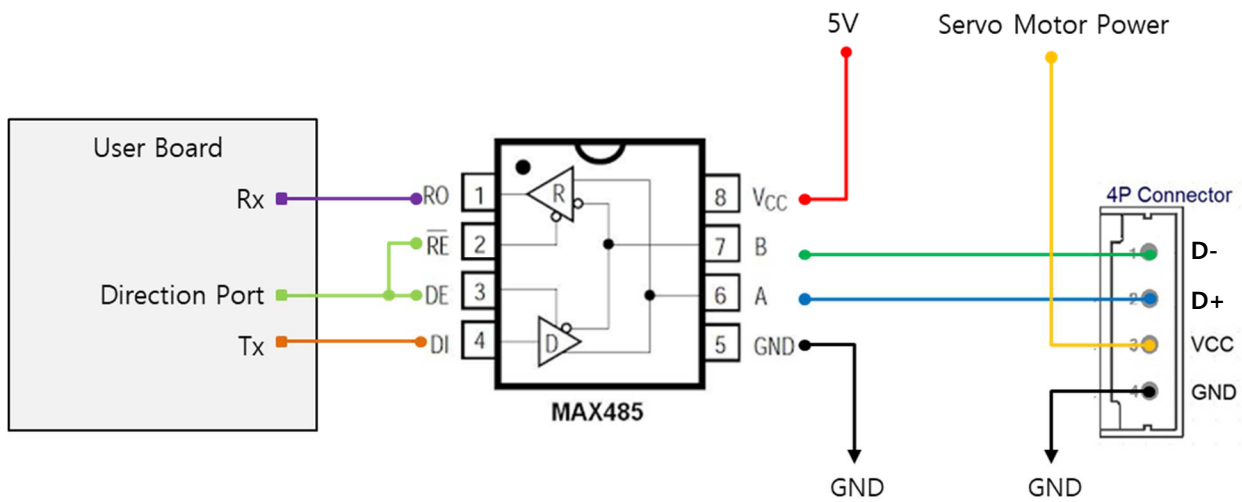 5V
Servo Motor Power
User Board
Rx
Direction Port
Tx
RO
RE
DE
DI
1
2
3
4
R
D
8
7
6
5
VCC
B
A
GND
MAX485
4P Connector
1
2
3
4
D-
D+
VCC
GND
GND
GND